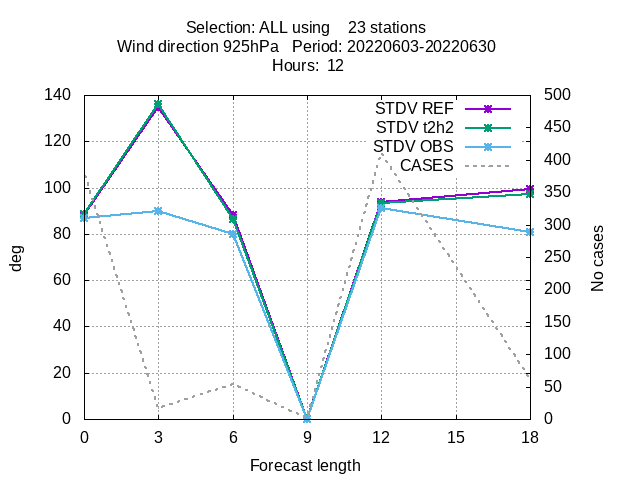 Selection: ALL using 23 stations
Wind direction 925hPa Period: 20220603-20220630
Hours: 12
STDV REF
STDV t2h2
STDV OBS
CASES
140
120
100
80
60
40
20
0
500
450
400
350
300
250
200
150
100
50
0
deg
No cases
0 3 6 9 12 15 18
Forecast length